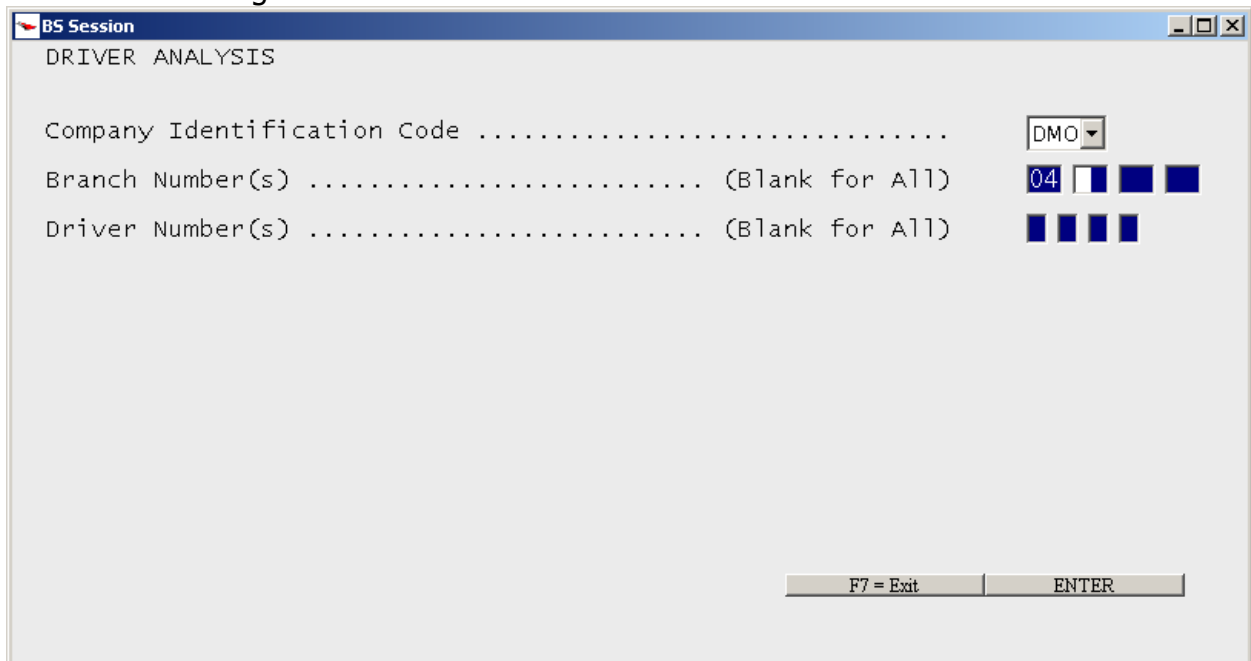 BS Session
DRIVER ANALYSIS
Company Identification Code ............................... DMO
Branch Number(s) .......................... (Blank for All) 04
Driver Number(s) .......................... (Blank for All)
F7 = Exit ENTER